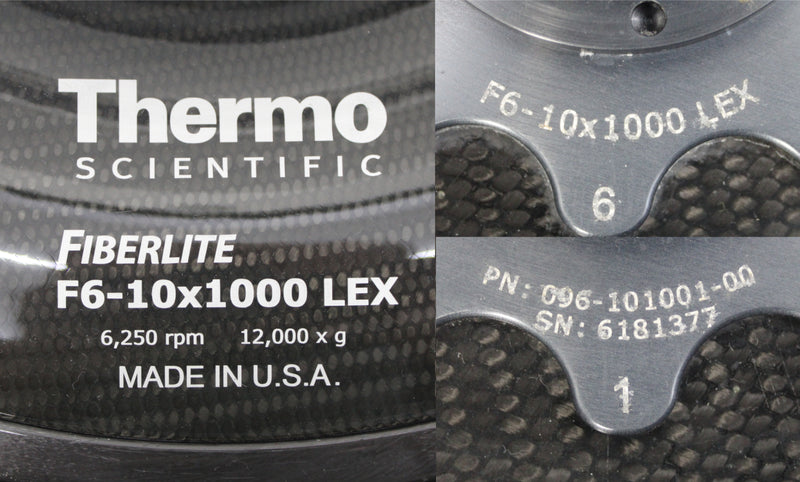 Thermo
SCIENTIFIC
FIBERLITE
F6-10x1000 LEX
6,250 rpm 12,000 x g
MADE IN U.S.A.
F6-10x1000 LEX
6
PN: 096-101001-00
SN: 6181377
1